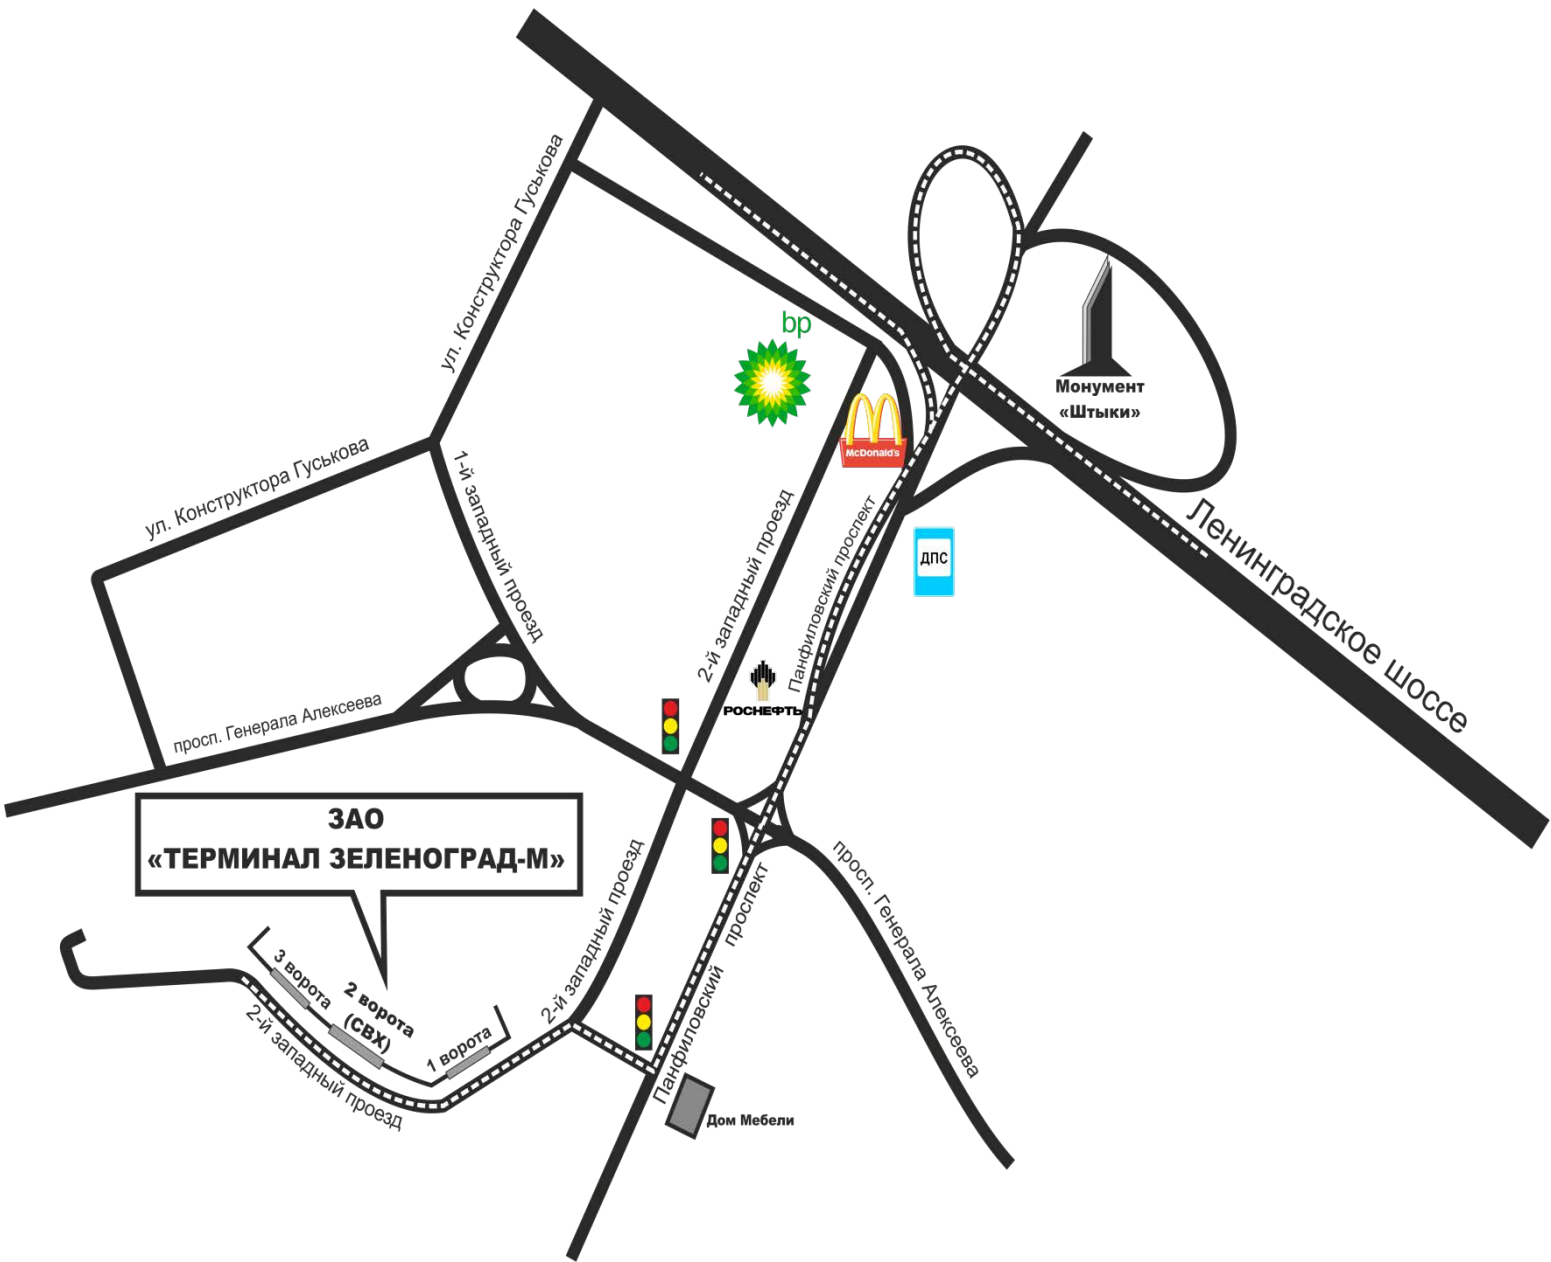 ул. Конструктора Гуськова
bp
Монумент
«Штыки»
McDonald's
ул. Конструктора Гуськова
1-й западный проезд
2-й западный проезд
Панфиловский проспект
ДПС
Ленинградское шоссе
РОСНЕФТЬ
просп. Генерала Алексеева
ЗАО
«ТЕРМИНАЛ ЗЕЛЕНОГРАД-М»
2-й западный проезд
Панфиловский проспект
просп. Генерала Алексеева
3 ворота
2 ворота
(СВХ)
1 ворота
2-й западный проезд
Дом Мебели